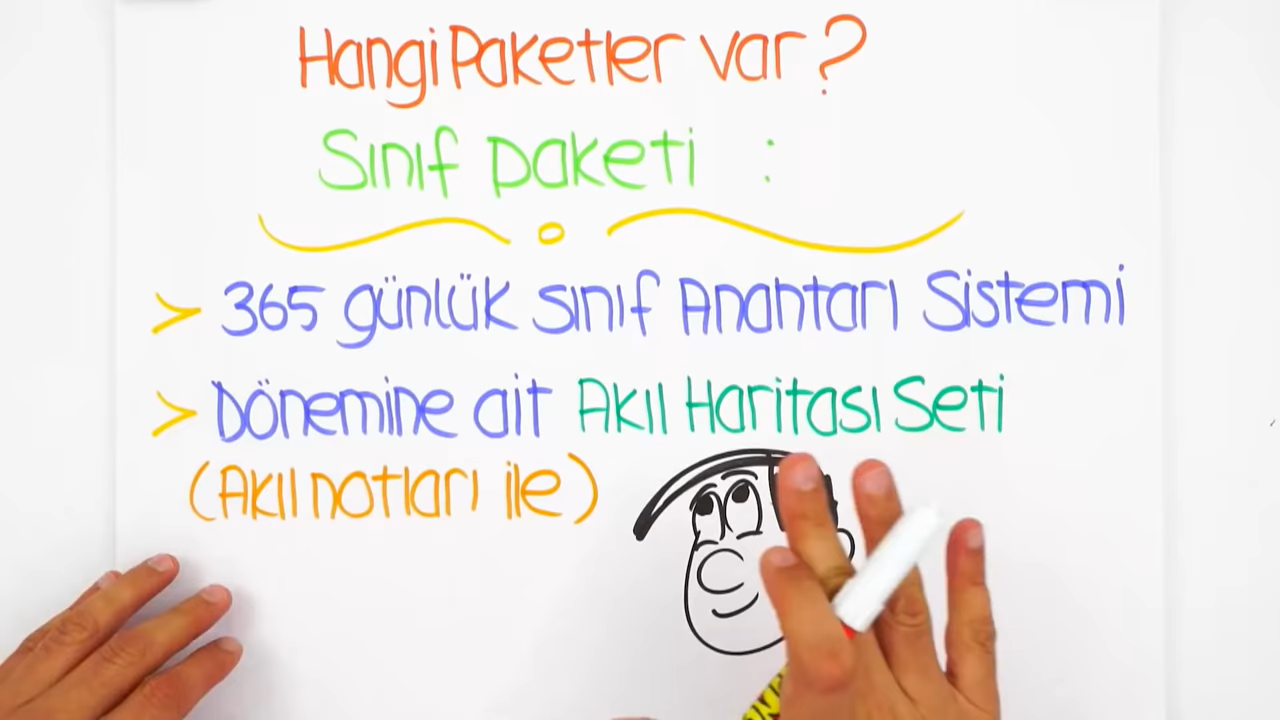 Hangi Paketler var?
Sınıf paketi :
> 365 günlük sınıf Anahtarı Sistemi
> Dönemine ait Akıl Haritası Seti
(Akıl notları ile)